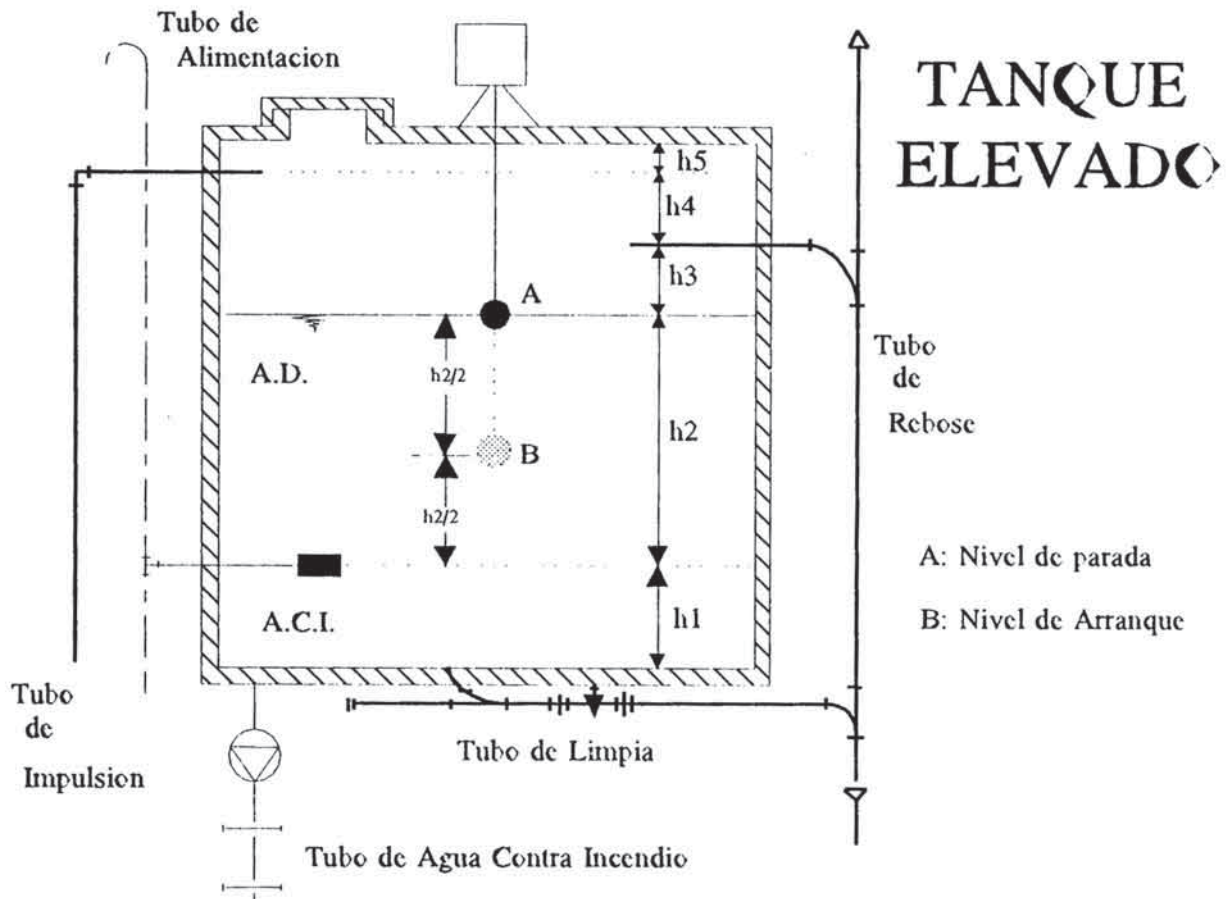 Tubo de
Alimentacion
TANQUE
ELEVADO
h5
h4
h3
A
A.D.
h2/2
h2
B
h2/2
A.C.I.
h1
Tubo
de
Rebose
A: Nivel de parada
B: Nivel de Arranque
Tubo
de
Impulsion
Tubo de Limpia
Tubo de Agua Contra Incendio